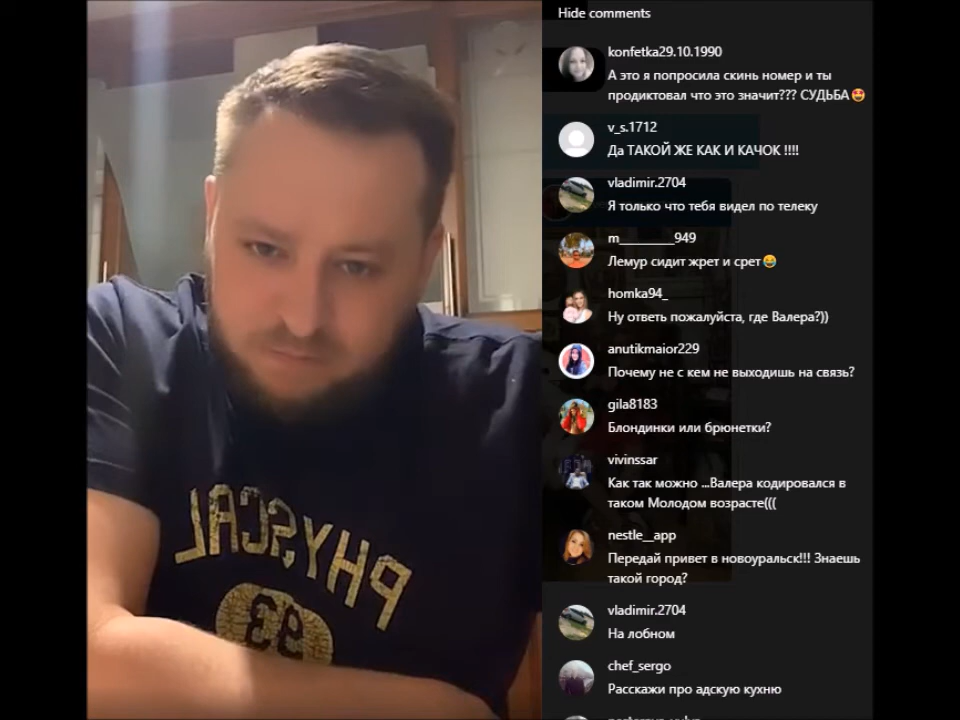 Hide comments
konfetka29.10.1990
А это я попросила скинь номер и ты
продиктовал что это значит??? СУДЬБА🤩
v_s.1712
Да ТАКОЙ ЖЕ КАК И КАЧОК !!!!
vladimir.2704
Я только что тебя видел по телеку
m_________949
Лемур сидит жрет и срет😂
homka94_
Ну ответь пожалуйста, где Валера?))
anutikmaior229
Почему не с кем не выходишь на связь?
gila8183
Блондинки или брюнетки?
vivinssar
Как так можно ...Валера кодировался в
таком Молодом возрасте(((
nestle__app
Передай привет в новоуральск!!! Знаешь
такой город?
vladimir.2704
На лобном
chef_sergo
Расскажи про адскую кухню
PHYSCAL
93